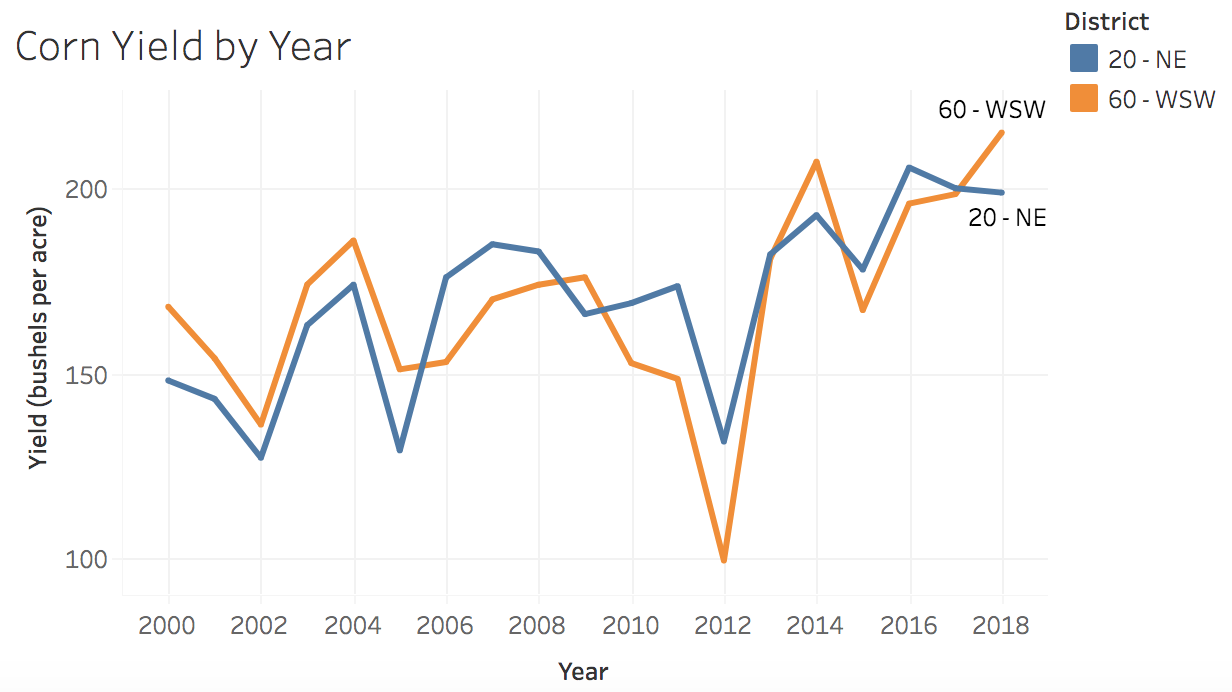 Corn Yield by Year
District
20 - NE
60 - WSW
60 - WSW
20 - NE
Yield (bushels per acre)
200
150
100
2000 2002 2004 2006 2008 2010 2012 2014 2016 2018
Year